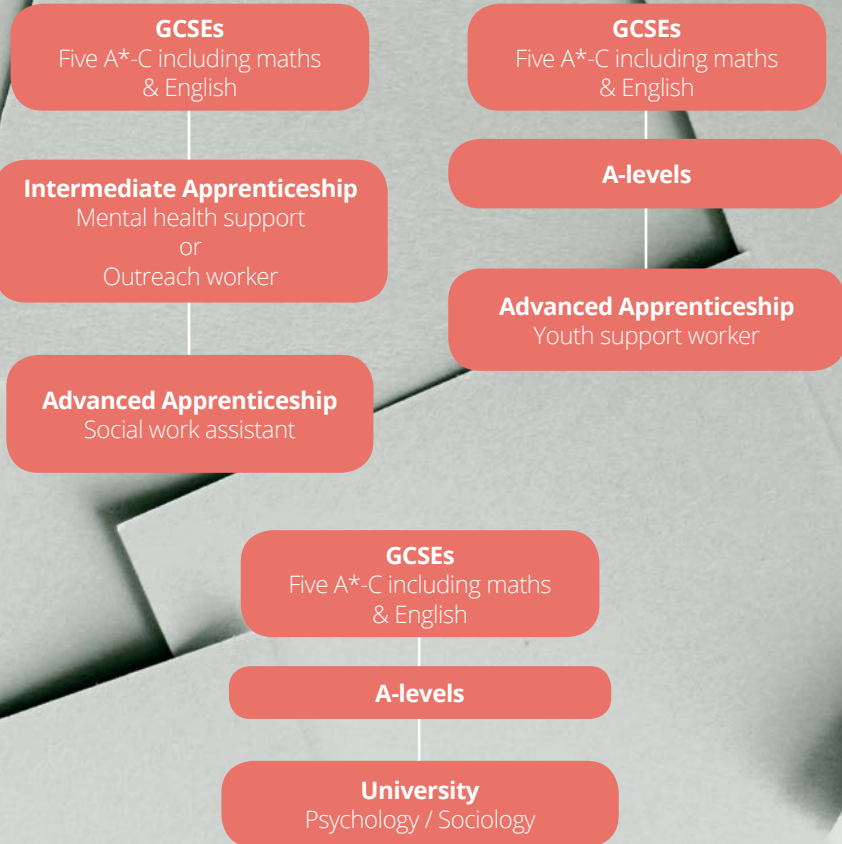 GCSEs
Five A*-C including maths
& English
Intermediate Apprenticeship
Mental health support
or
Outreach worker
Advanced Apprenticeship
Social work assistant
GCSEs
Five A*-C including maths
& English
A-levels
Advanced Apprenticeship
Youth support worker
GCSEs
Five A*-C including maths
& English
A-levels
University
Psychology / Sociology